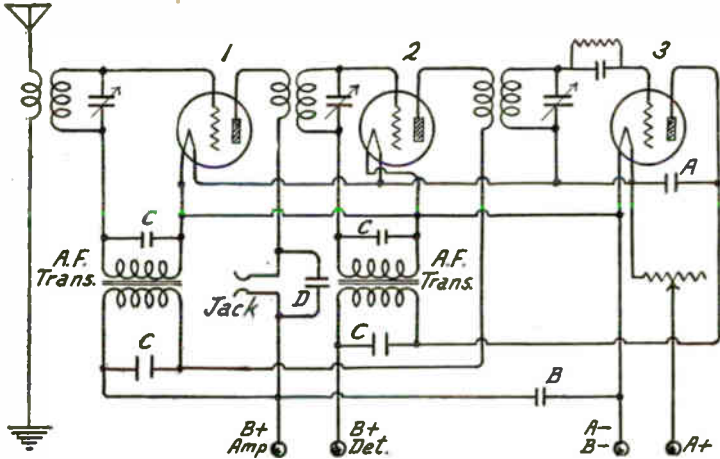 1
2
3
A
C
C
A.F.
Trans.
Jack
D
A.F.
Trans.
C
C
B
B+
Amp
B+
Det.
A-
B-
A+